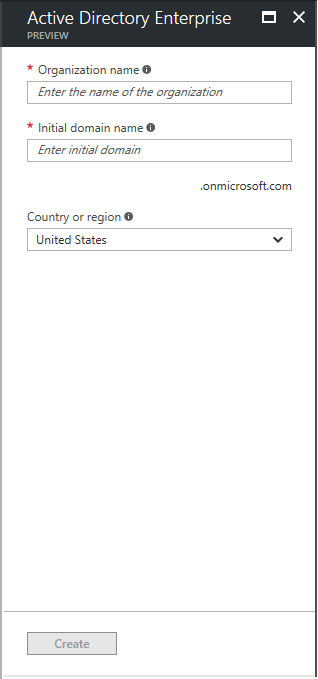 Active Directory Enterprise
PREVIEW
* Organization name
Enter the name of the organization
* Initial domain name
Enter initial domain
.onmicrosoft.com
Country or region
United States
Create